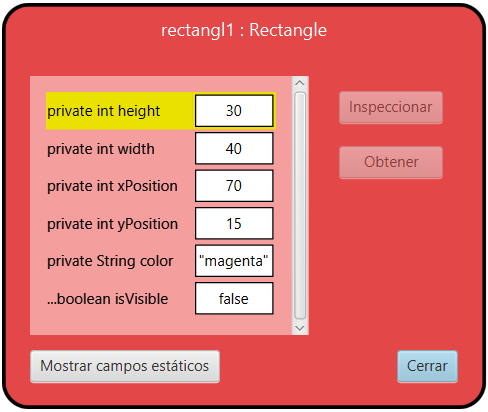 rectangl1 : Rectangle
private int height 30
private int width 40
private int xPosition 70
private int yPosition 15
private String color "magenta"
...boolean isVisible false
Inspeccionar
Obtener
Mostrar campos estáticos
Cerrar